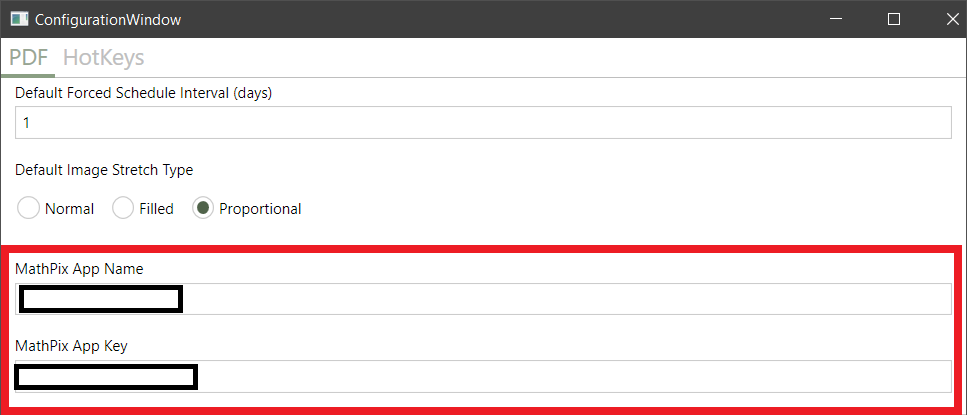 ConfigurationWindow
PDF HotKeys
Default Forced Schedule Interval (days)
1
Default Image Stretch Type
Normal Filled Proportional
MathPix App Name
MathPix App Key